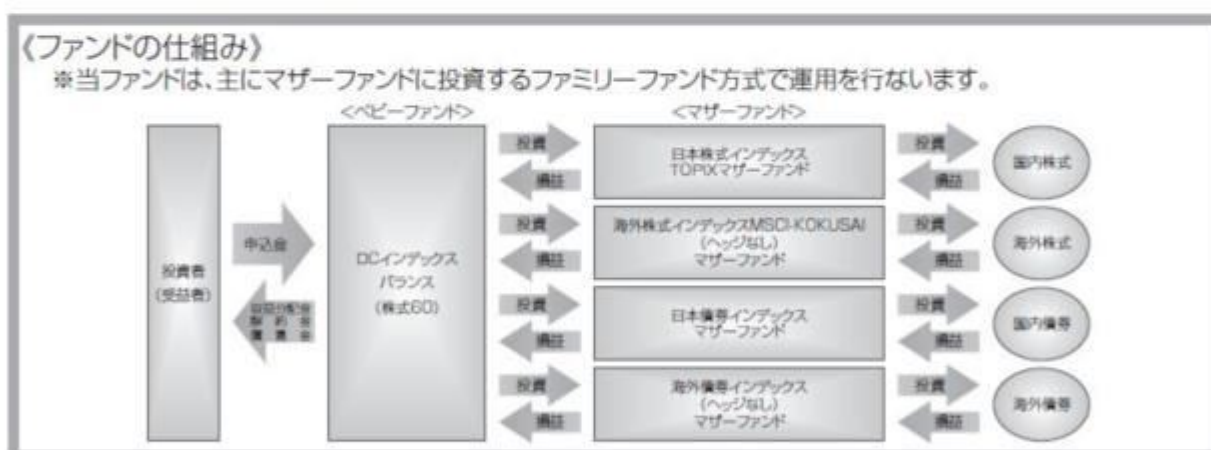 《ファンドの仕組み》
※当ファンドは、主にマザーファンドに投資するファミリーファンド方式で運用を行ないます。
<ベビーファンド>
<マザーファンド>
投資者
(受益者)
申込金
収益分配金
解約金
償還金
DCインデックス
バランス
(株式60)
投資
損益
日本株式インデックス
TOPIXマザーファンド
投資
損益
国内株式
投資
損益
海外株式インデックスMSCI-KOKUSAI
(ヘッジなし)
マザーファンド
投資
損益
海外株式
投資
損益
日本債券インデックス
マザーファンド
投資
損益
国内債券
投資
損益
海外債券インデックス
(ヘッジなし)
マザーファンド
投資
損益
海外債券